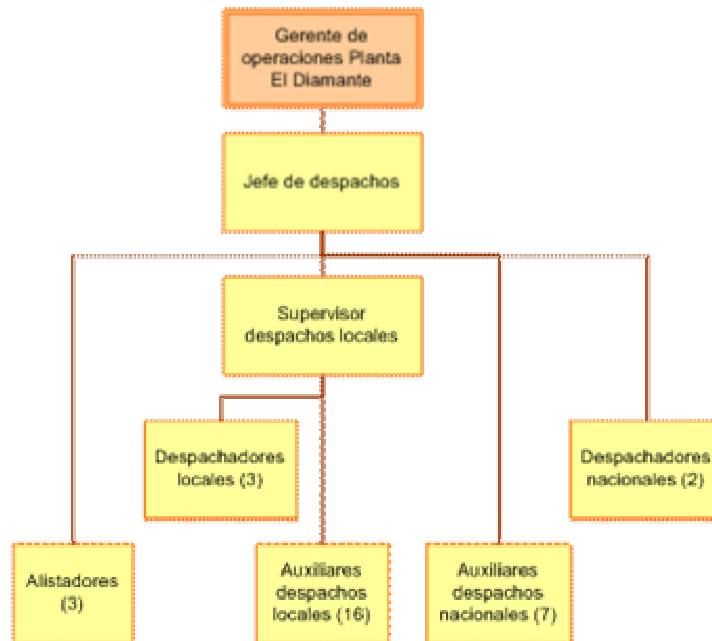 Gerente de
operaciones Planta
El Diamante
Jefe de despachos
Supervisor
despachos locales
Despachadores
locales (3)
Despachadores
nacionales (2)
Alistadores
(3)
Auxiliares
despachos
locales (16)
Auxiliares
despachos
nacionales (7)